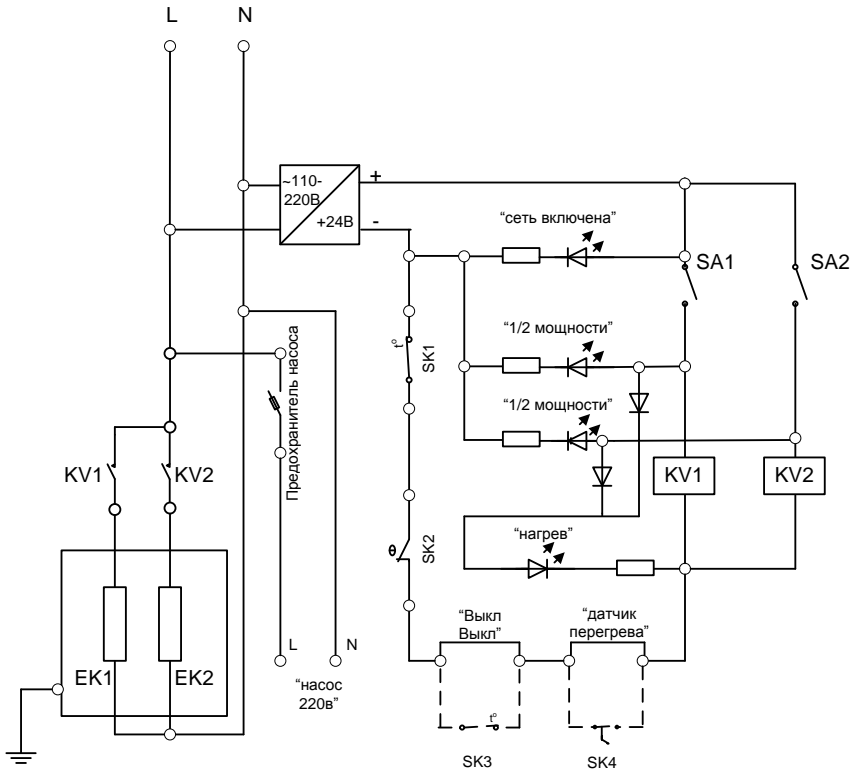 L
N
~110-
220В
+24В
+
-
“сеть включена”
SA1
SA2
t°
SK1
“1/2 мощности”
“1/2 мощности”
Предохранитель насоса
KV1
KV2
KV1
KV2
θ
SK2
“нагрев”
EK1
EK2
L
N
“насос
220в”
“Выкл
Выкл”
“датчик
перегрева”
t°
SK3
SK4